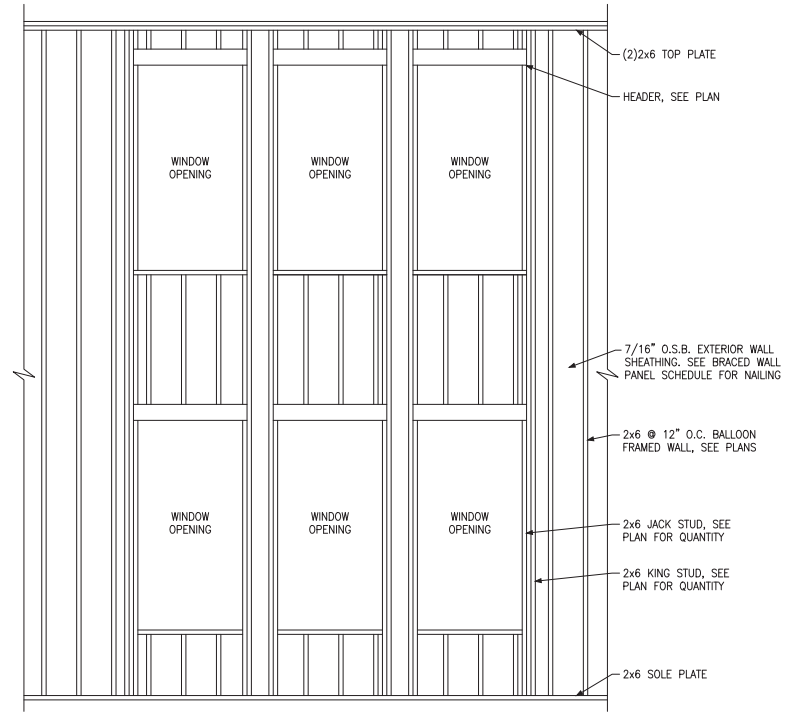 (2)2x6 TOP PLATE
HEADER, SEE PLAN
WINDOW
OPENING
WINDOW
OPENING
WINDOW
OPENING
7/16" O.S.B. EXTERIOR WALL
SHEATHING. SEE BRACED WALL
PANEL SCHEDULE FOR NAILING
2x6 @ 12" O.C. BALLOON
FRAMED WALL, SEE PLANS
WINDOW
OPENING
WINDOW
OPENING
WINDOW
OPENING
2x6 JACK STUD, SEE
PLAN FOR QUANTITY
2x6 KING STUD, SEE
PLAN FOR QUANTITY
2x6 SOLE PLATE